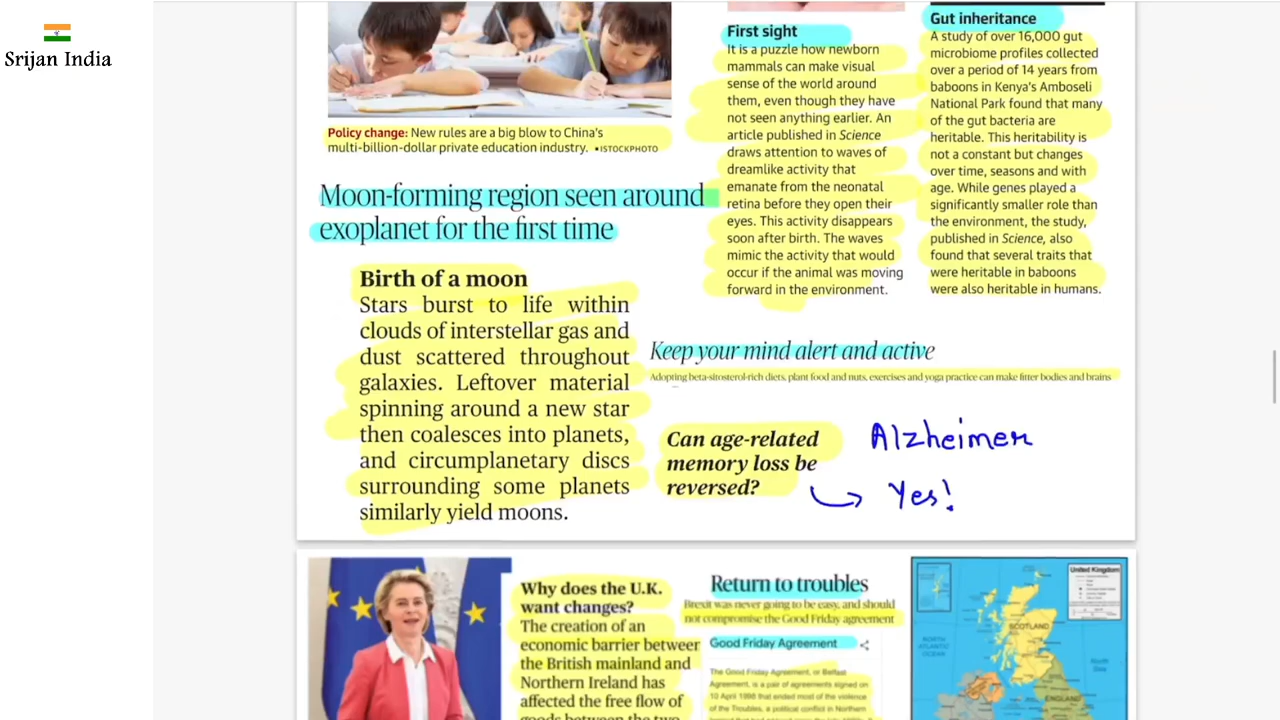 Srijan India
Policy change: New rules are a big blow to China's
multi-billion-dollar private education industry. •ISTOCKPHOTO
Moon-forming region seen around
exoplanet for the first time
Birth of a moon
Stars burst to life within
clouds of interstellar gas and
dust scattered throughout
galaxies. Leftover material
spinning around a new star
then coalesces into planets,
and circumplanetary discs
surrounding some planets
similarly yield moons.
First sight
It is a puzzle how newborn
mammals can make visual
sense of the world around
them, even though they have
not seen anything earlier. An
article published in Science
draws attention to waves of
dreamlike activity that
emanate from the neonatal
retina before they open their
eyes. This activity disappears
soon after birth. The waves
mimic the activity that would
occur if the animal was moving
forward in the environment.
Gut inheritance
A study of over 16,000 gut
microbiome profiles collected
over a period of 14 years from
baboons in Kenya's Amboseli
National Park found that many
of the gut bacteria are
heritable. This heritability is
not a constant but changes
over time, seasons and with
age. While genes played a
significantly smaller role than
the environment, the study,
published in Science, also
found that several traits that
were heritable in baboons
were also heritable in humans.
Keep your mind alert and active
Adopting beta-sitosterol-rich diets, plant food and nuts, exercises and yoga practice can make fitter bodies and brains
Can age-related
memory loss be
reversed?
Alzheimer
Yes!
Why does the U.K.
want changes?
The creation of an
economic barrier between
the British mainland and
Northern Ireland has
affected the free flow of
goods between the two
Return to troubles
Brexit was never going to be easy, and should
not compromise the Good Friday agreement
Good Friday Agreement
The Good Friday Agreement, or Belfast
Agreement, is a pair of agreements signed on
10 April 1998 that ended most of the violence
of the Troubles, a political conflict in Northern
United Kingdom
SCOTLAND
NORTH
ATLANTIC
OCEAN
North
Sea
ENGLAND